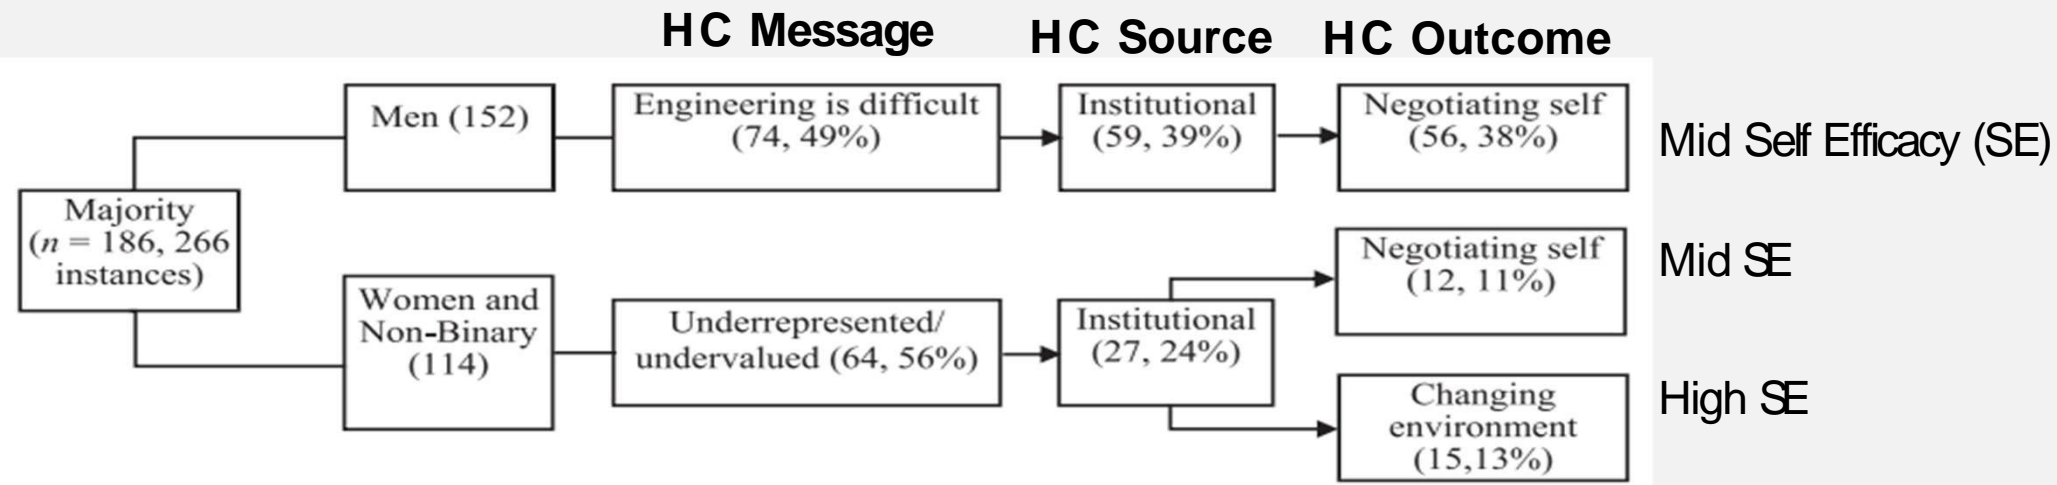 HC Message
HC Source
HC Outcome
Men (152)
Engineering is difficult
(74, 49%)
Institutional
(59, 39%)
Negotiating self
(56, 38%)
Mid Self Efficacy (SE)
Majority
(n = 186, 266
instances)
Women and
Non-Binary
(114)
Underrepresented/
undervalued (64, 56%)
Institutional
(27, 24%)
Negotiating self
(12, 11%)
Mid SE
Changing
environment
(15,13%)
High SE